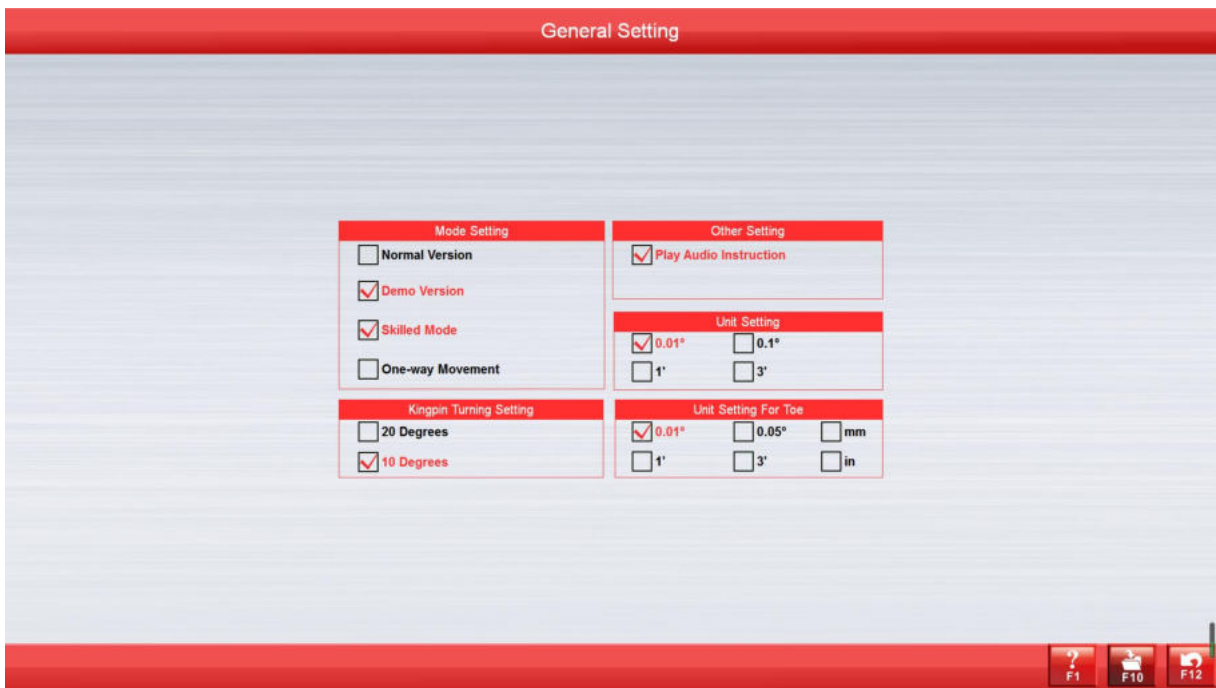 General Setting
Mode Setting
Normal Version
Demo Version
Skilled Mode
One-way Movement
Other Setting
Play Audio Instruction
Unit Setting
0.01° 0.1°
1' 3'
Kingpin Turning Setting
20 Degrees
10 Degrees
Unit Setting For Toe
0.01° 0.05° mm
1' 3' in
? F1 F10 F12